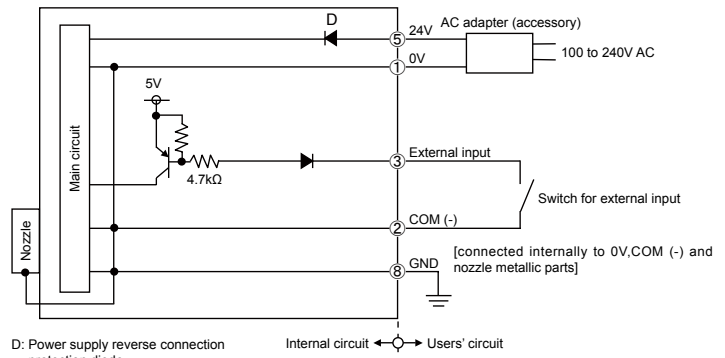 D
5
24V
AC adapter (accessory)
1
0V
100 to 240V AC
5V
Main circuit
3
External input
4.7kΩ
Switch for external input
2
COM (-)
Nozzle
[connected internally to 0V,COM (-) and
nozzle metallic parts]
8
GND
D: Power supply reverse connection
protection diode
Internal circuit
Users' circuit